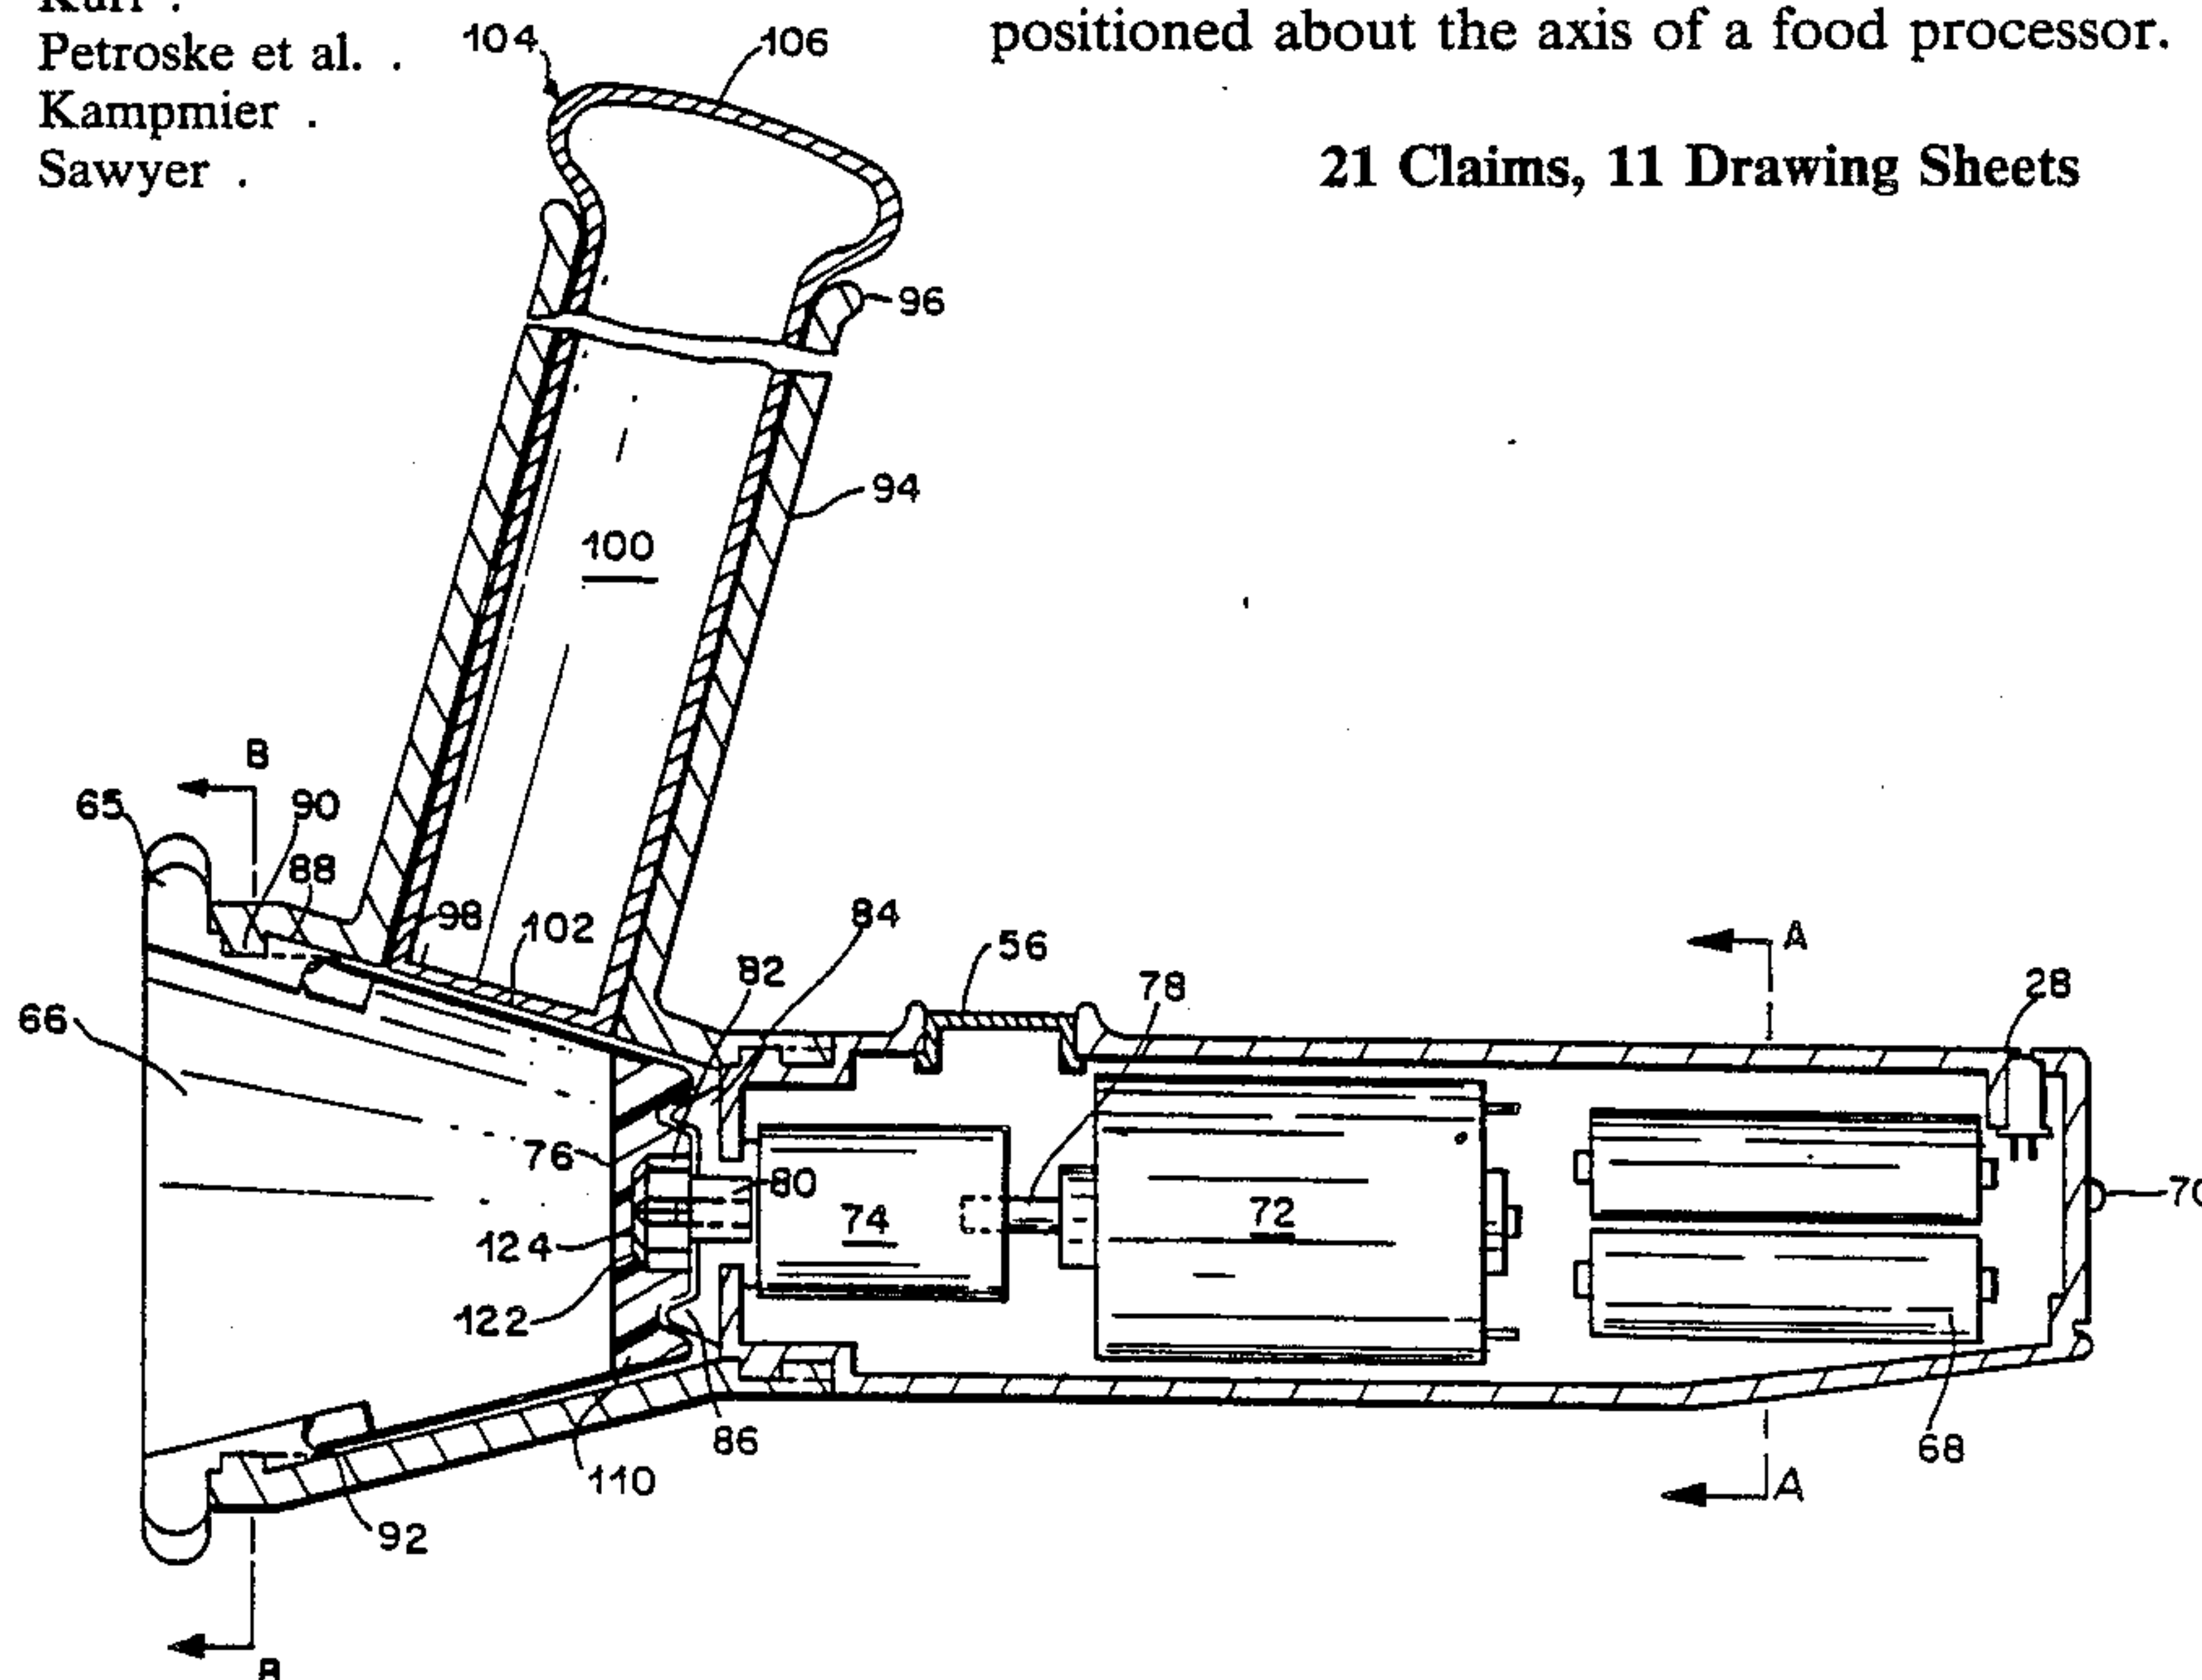 Petroske et al. .
Kampmier .
Sawyer .
positioned about the axis of a food processor.
21 Claims, 11 Drawing Sheets
104
106
96
94
100
B
65
90
88
98
102
84
82
56
78
A
28
66
76
80
74
72
124
122
86
110
92
68
A
B